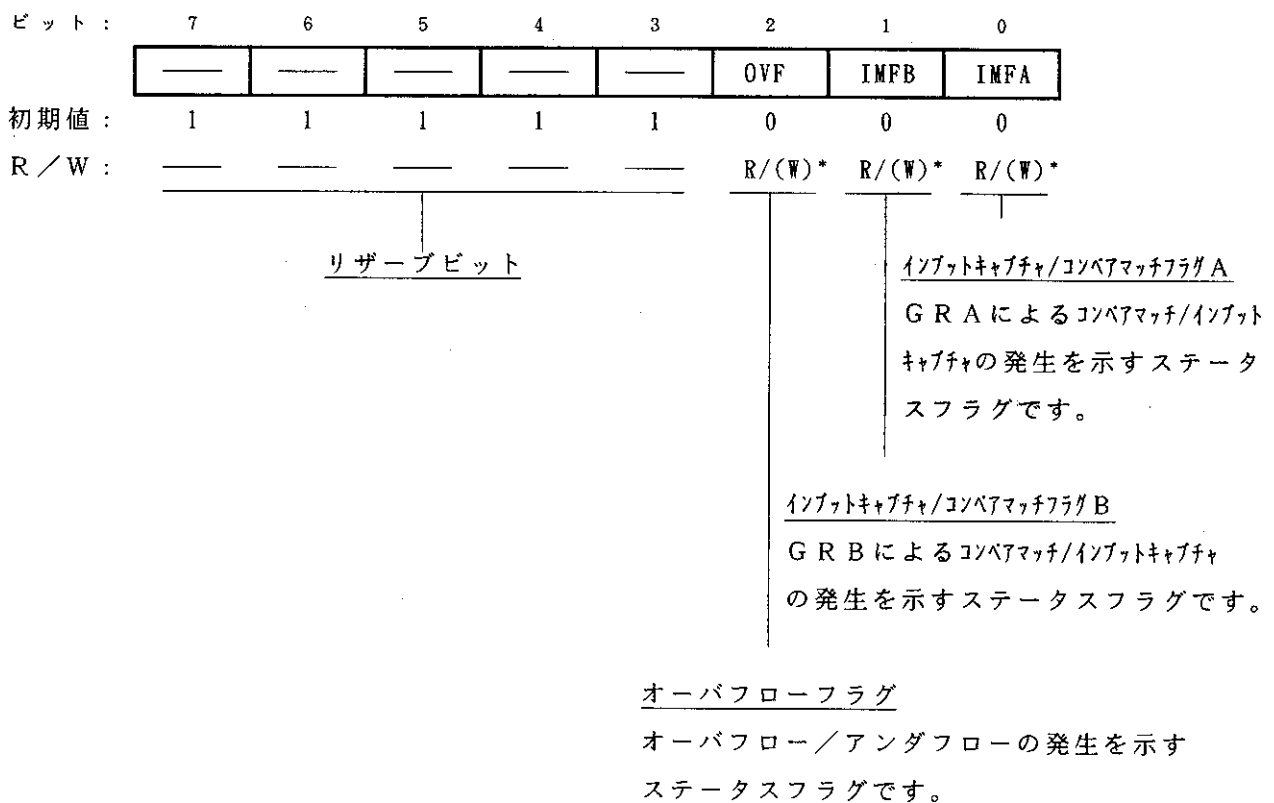 ビット： 7 6 5 4 3 2 1 0
— — — — — OVF IMFB IMFA
初期値： 1 1 1 1 1 0 0 0
R／W： — — — — — R/(W)* R/(W)* R/(W)*
リザーブビット
ｲﾝﾌﾟｯﾄｷｬﾌﾟﾁｬ/ｺﾝﾍﾟｱﾏｯﾁﾌﾗｸﾞA
GRAによるｺﾝﾍﾟｱﾏｯﾁ/ｲﾝﾌﾟｯﾄ
ｷｬﾌﾟﾁｬの発生を示すステータ
スフラグです。
ｲﾝﾌﾟｯﾄｷｬﾌﾟﾁｬ/ｺﾝﾍﾟｱﾏｯﾁﾌﾗｸﾞB
GRBによるｺﾝﾍﾟｱﾏｯﾁ/ｲﾝﾌﾟｯﾄｷｬﾌﾟﾁｬ
の発生を示すステータスフラグです。
オーバフローフラグ
オーバフロー／アンダフローの発生を示す
ステータスフラグです。